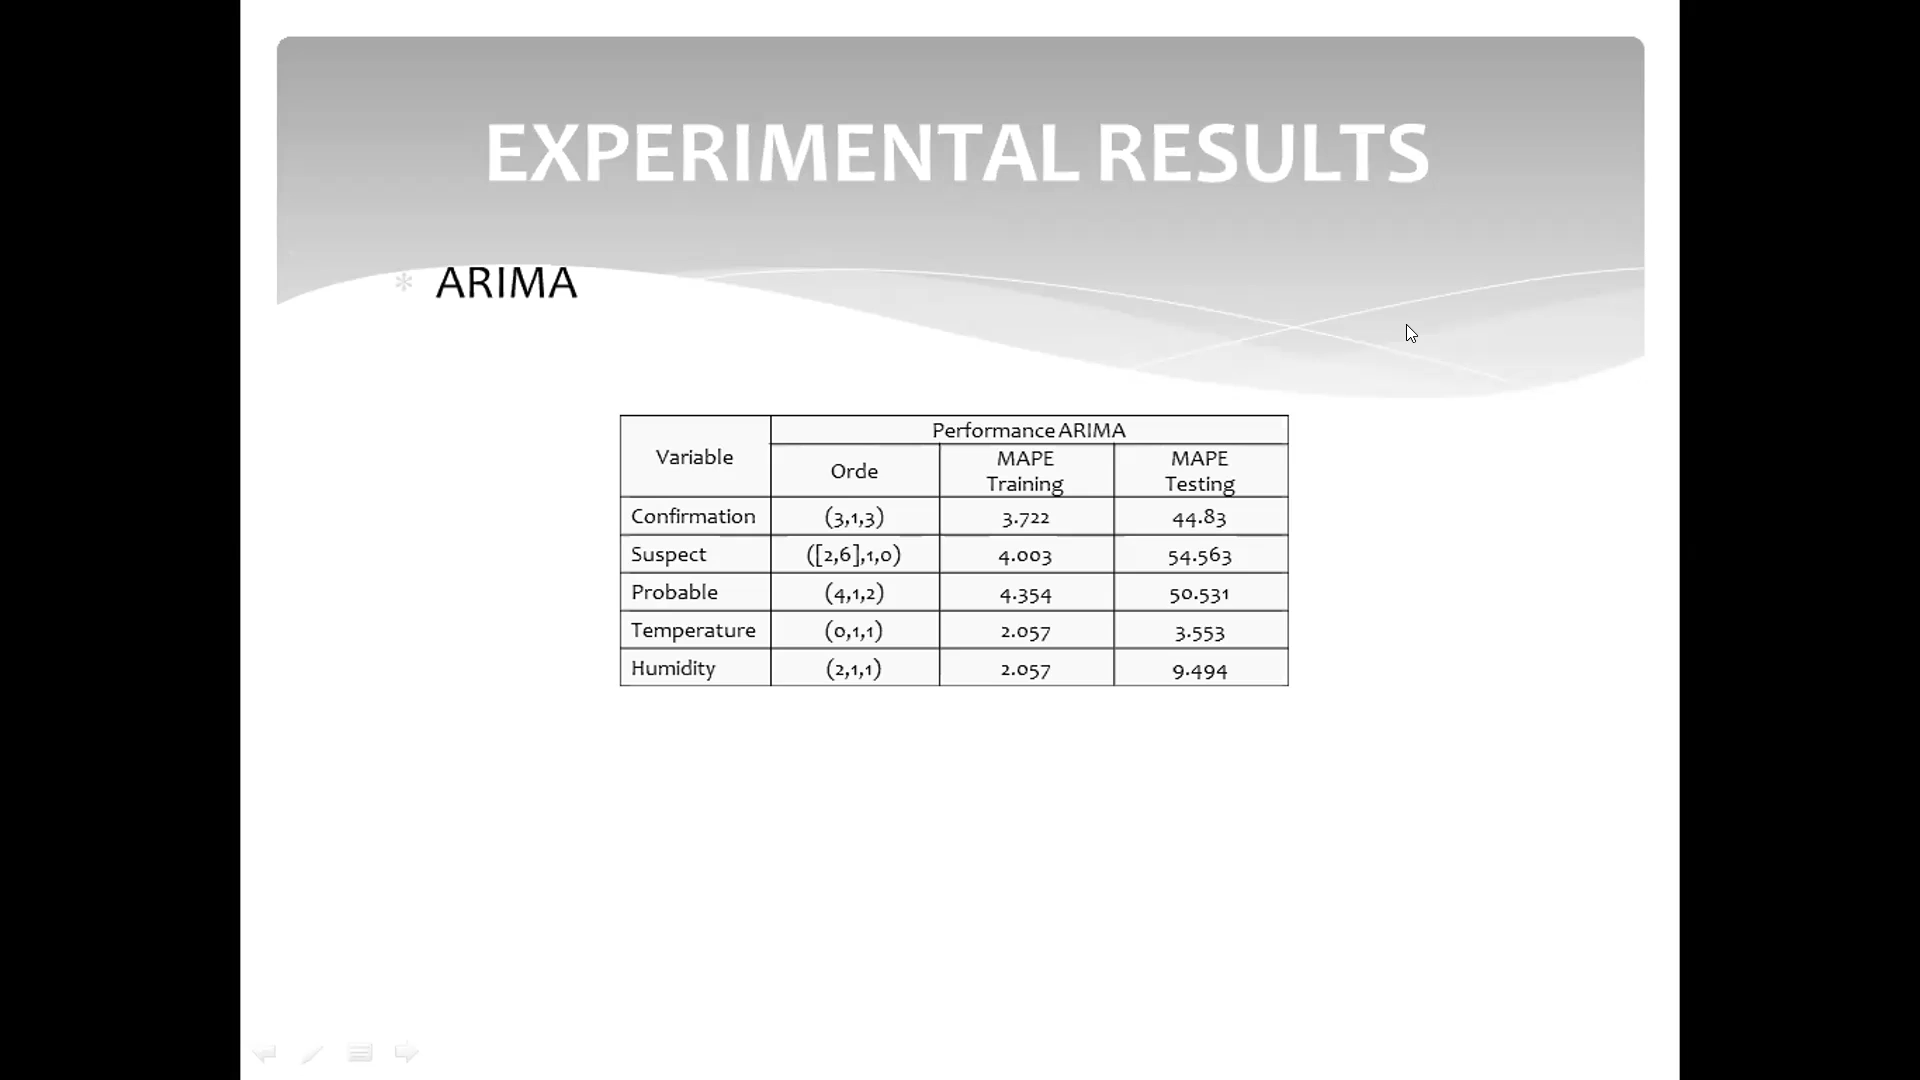 EXPERIMENTAL RESULTS
* ARIMA
Variable
Performance ARIMA
Orde
MAPE
Training
MAPE
Testing
Confirmation (3,1,3) 3.722 44.83
Suspect ([2,6],1,0) 4.003 54.563
Probable (4,1,2) 4.354 50.531
Temperature (0,1,1) 2.057 3.553
Humidity (2,1,1) 2.057 9.494